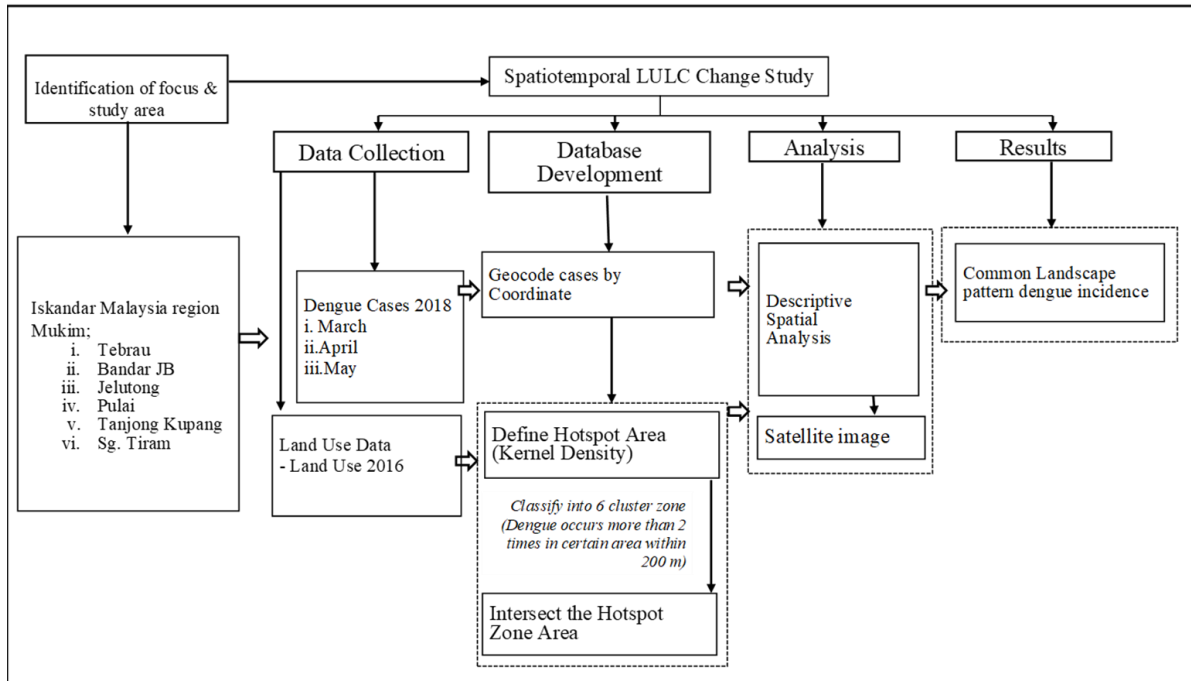 Identification of focus &
study area
Spatiotemporal LULC Change Study
Data Collection
Database
Development
Analysis
Results
Iskandar Malaysia region
Mukim;
i. Tebrau
ii. Bandar JB
iii. Jelutong
iv. Pulai
v. Tanjong Kupang
vi. Sg. Tiram
Dengue Cases 2018
i. March
ii.April
iii.May
Land Use Data
- Land Use 2016
Geocode cases by
Coordinate
Define Hotspot Area
(Kernel Density)
Classify into 6 cluster zone
(Dengue occurs more than 2
times in certain area within
200 m)
Intersect the Hotspot
Zone Area
Descriptive
Spatial
Analysis
Satellite image
Common Landscape
pattern dengue incidence